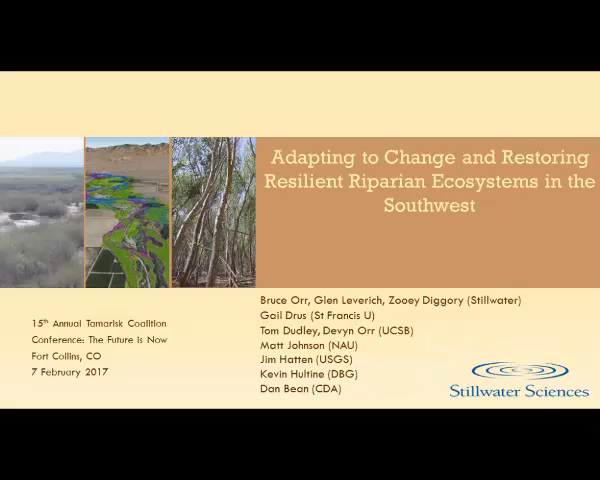 Adapting to Change and Restoring
Resilient Riparian Ecosystems in the
Southwest
Bruce Orr, Glen Leverich, Zooey Diggory (Stillwater)
Gail Drus (St Francis U)
Tom Dudley, Devyn Orr (UCSB)
Matt Johnson (NAU)
Jim Hatten (USGS)
Kevin Hultine (DBG)
Dan Bean (CDA)
15th Annual Tamarisk Coalition
Conference: The Future is Now
Fort Collins, CO
7 February 2017
Stillwater Sciences